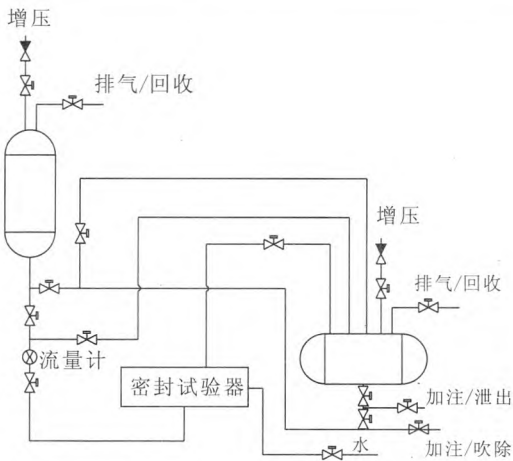 增压
排气/回收
增压
排气/回收
流量计
密封试验器
加注/泄出
水
加注/吹除